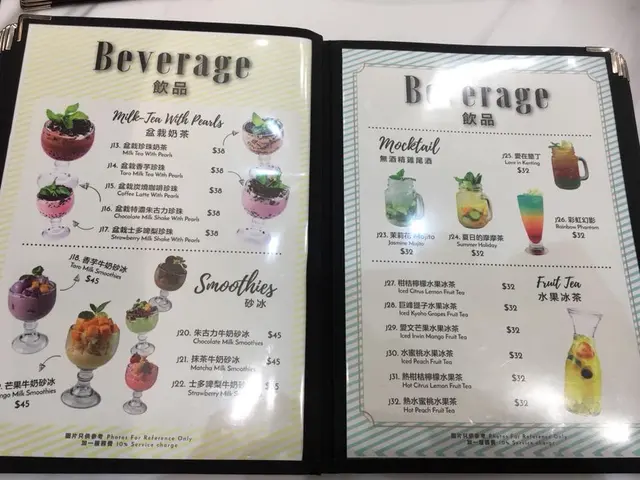 Beverage
飲品
Milk-Tea With Pearls
盆栽奶茶
J13. 盆栽珍珠奶茶 $38
Milk Tea With Pearls
J14. 盆栽香芋珍珠 $38
Taro Milk Tea With Pearls
J15. 盆栽炭燒咖啡珍珠 $38
Coffee Latte With Pearls
J16. 盆栽特濃朱古力珍珠 $38
Chocolate Milk Shake With Pearls
J17. 盆栽士多啤梨珍珠 $38
Strawberry Milk Shake With Pearls
J18. 香芋牛奶砂冰
Taro Milk Smoothies
$45
Smoothies
砂冰
芒果牛奶砂冰
Milk Smoothies
$45
J20. 朱古力牛奶砂冰 $45
Chocolate Milk Smoothies
J21. 抹茶牛奶砂冰 $45
Matcha Milk Smoothies
J22. 士多啤梨牛奶砂
Strawberry Milk
圖片只供參考 Photos For Reference Only
加一服務費 10% Service charge
Beverage
飲品
Mocktail
無酒精雞尾酒
J23. 茉莉花 Mojito
Jasmine Mojito
$32
J24. 夏日的摩摩茶
Summer Holiday
$32
J25. 愛在墾丁
Love in Kenting
$32
J26. 彩虹幻影
Rainbow Phantom
$32
Fruit Tea
水果冰茶
J27. 柑桔檸檬水果冰茶 $32
Iced Citrus Lemon Fruit Tea
J28. 巨峰提子水果冰茶 $32
Iced Kyoho Grapes Fruit Tea
J29. 愛文芒果水果冰茶 $32
Iced Irwin Mango Fruit Tea
J30. 水蜜桃水果冰茶 $32
Iced Peach Fruit Tea
J31. 熱柑桔檸檬水果茶 $32
Hot Citrus Lemon Fruit Tea
J32. 熱水蜜桃水果茶 $32
Hot Peach Fruit Tea
圖片只供參考 Photos For Reference Only
加一服務費 10% Service charge